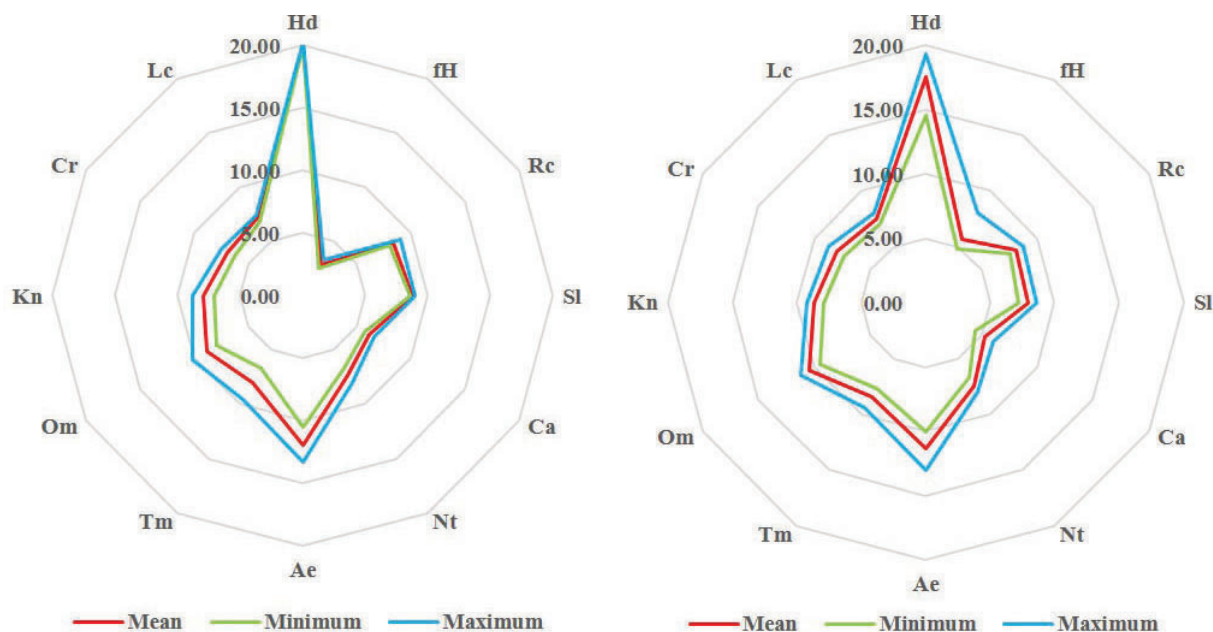 Hd
20.00
Lc
fH
15.00
Cr
Rc
10.00
5.00
Kn
0.00
Sl
Om
Ca
Tm
Nt
Ae
Mean Minimum Maximum
Hd
20.00
Lc
fH
15.00
Cr
Rc
10.00
5.00
Kn
0.00
Sl
Om
Ca
Tm
Nt
Ae
Mean Minimum Maximum